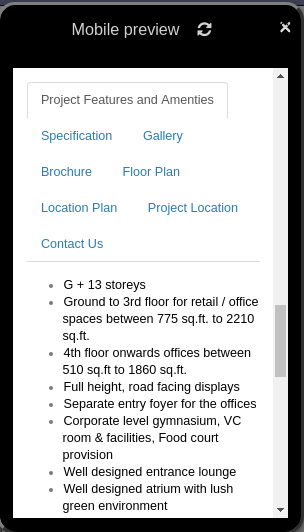 Mobile preview
Project Features and Amenties
Specification Gallery
Brochure Floor Plan
Location Plan Project Location
Contact Us
G + 13 storeys
Ground to 3rd floor for retail / office
spaces between 775 sq.ft. to 2210
sq.ft.
4th floor onwards offices between
510 sq.ft to 1860 sq.ft.
Full height, road facing displays
Separate entry foyer for the offices
Corporate level gymnasium, VC
room & facilities, Food court
provision
Well designed entrance lounge
Well designed atrium with lush
green environment